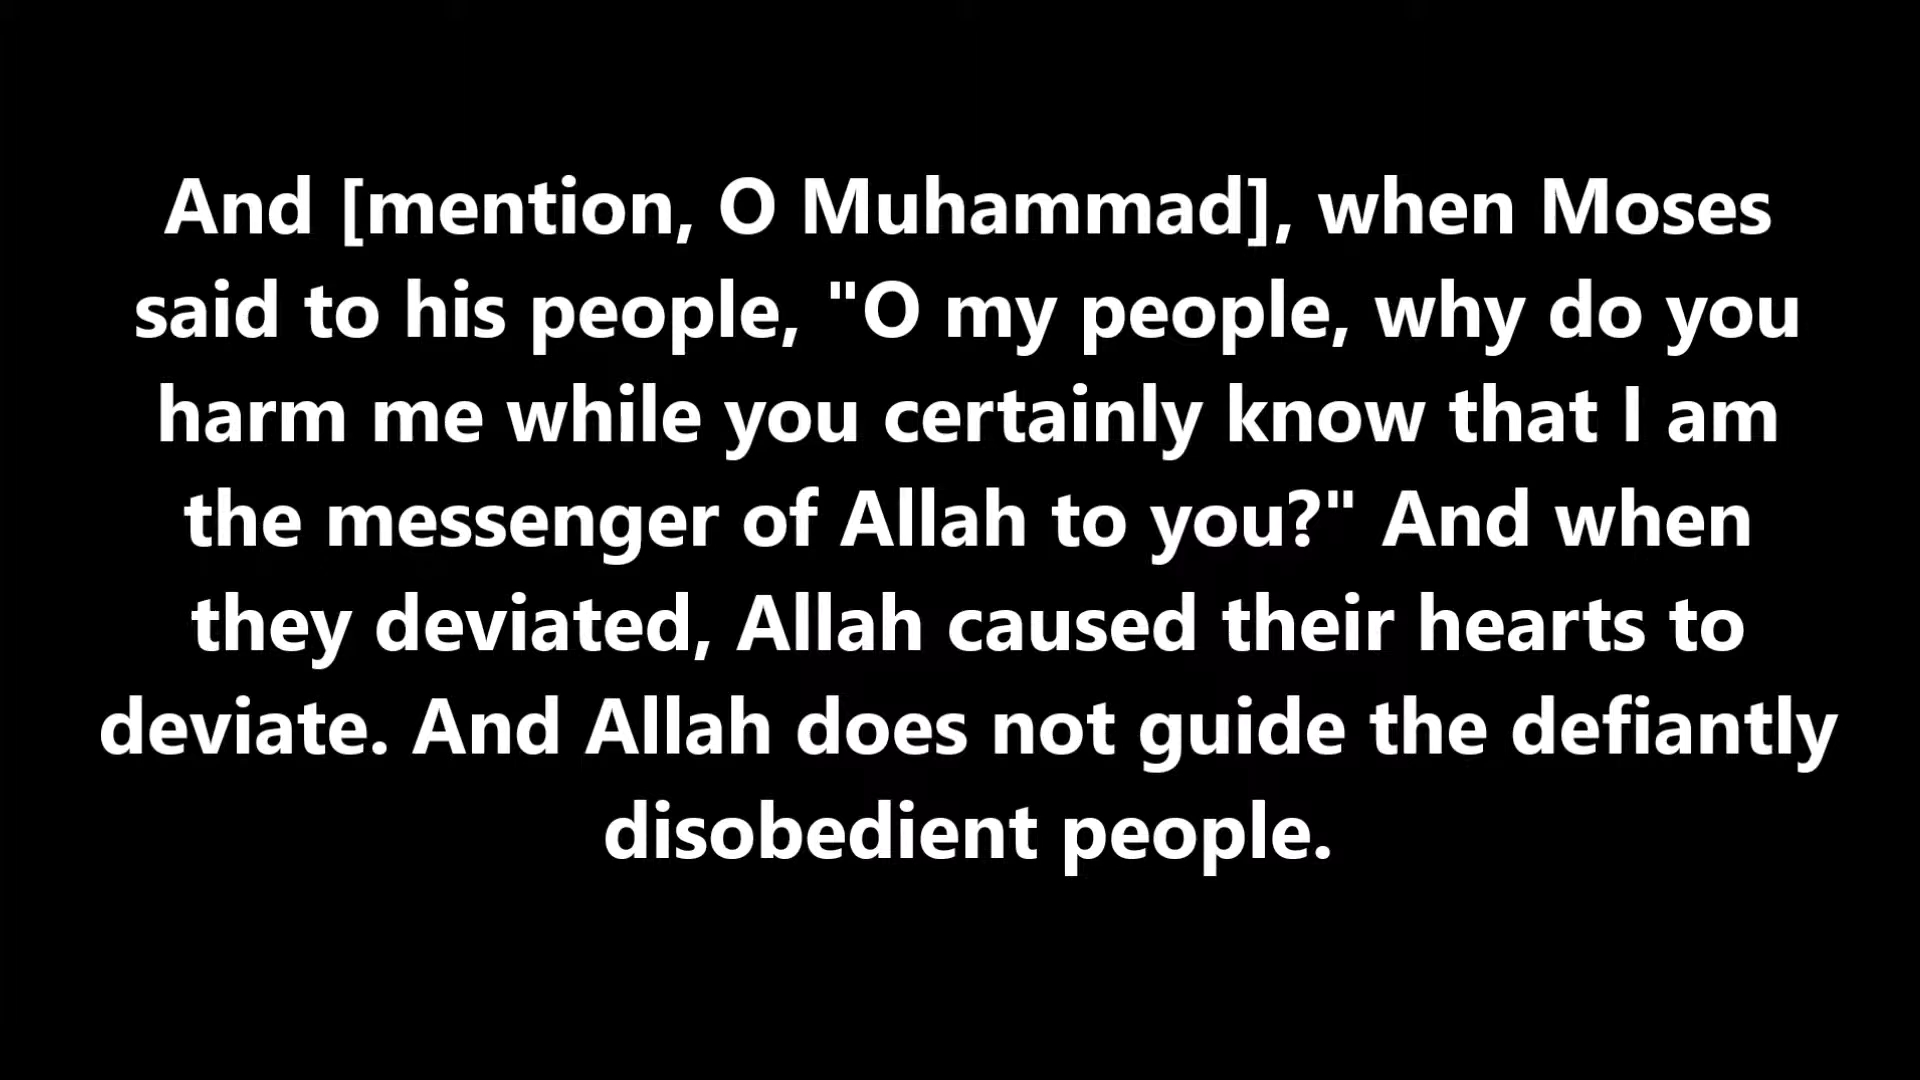 And [mention, O Muhammad], when Moses
said to his people, "O my people, why do you
harm me while you certainly know that I am
the messenger of Allah to you?" And when
they deviated, Allah caused their hearts to
deviate. And Allah does not guide the defiantly
disobedient people.